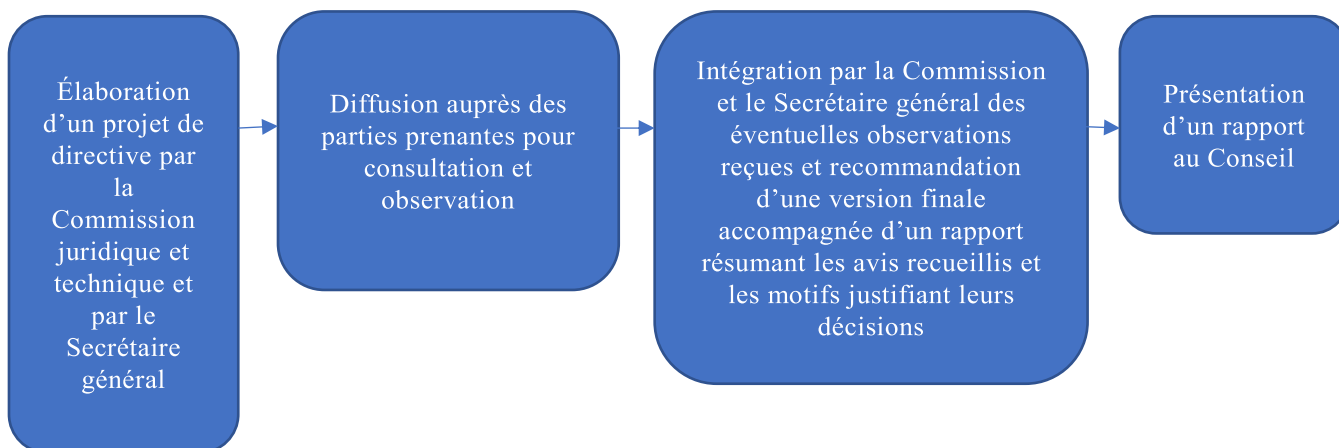 Élaboration
d’un projet de
directive par
la
Commission
juridique et
technique et
par le
Secrétaire
général
Diffusion auprès des
parties prenantes pour
consultation et
observation
Intégration par la Commission
et le Secrétaire général des
éventuelles observations
reçues et recommandation
d’une version finale
accompagnée d’un rapport
résumant les avis recueillis et
les motifs justifiant leurs
décisions
Présentation
d’un rapport
au Conseil